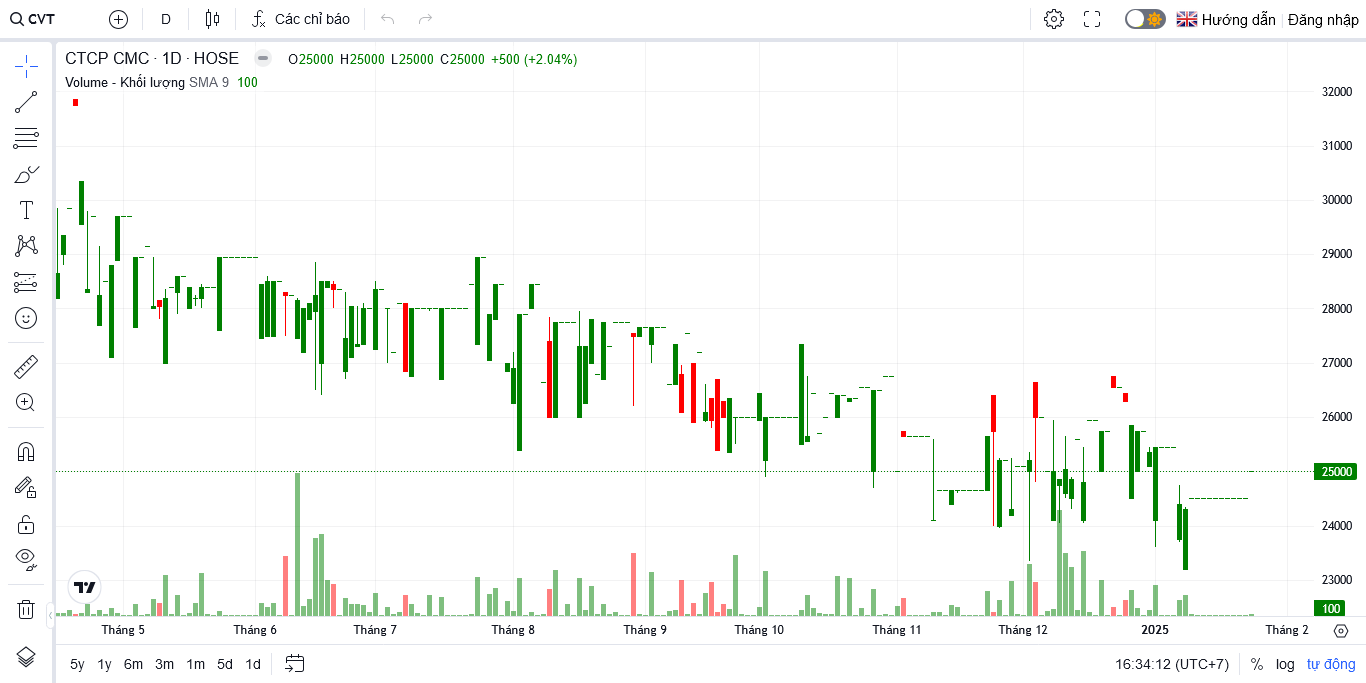 CVT D Các chỉ báo Hướng dẫn Đăng nhập
CTCP CMC · 1D · HOSE O25000 H25000 L25000 C25000 +500 (+2.04%)
Volume - Khối lượng SMA 9 100
32000
31000
30000
29000
28000
27000
26000
25000
24000
23000
100
Tháng 5 Tháng 6 Tháng 7 Tháng 8 Tháng 9 Tháng 10 Tháng 11 Tháng 12 2025 Tháng 2
5y 1y 6m 3m 1m 5d 1d 16:34:12 (UTC+7) % log tự động